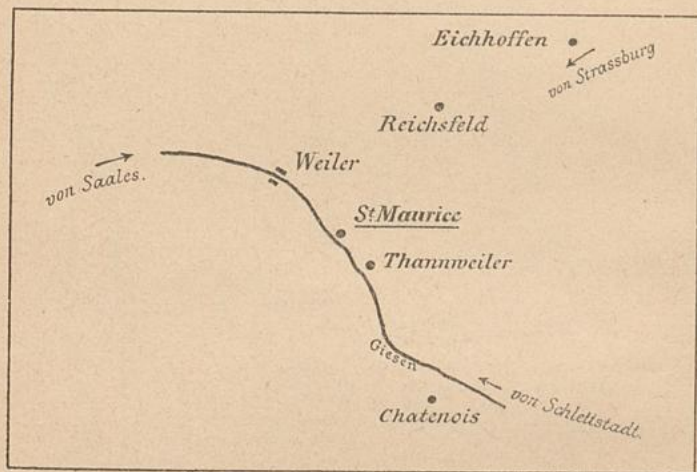 Eichhoffen
von Strassburg
Reichsfeld
Weiler
von Saales.
St Maurice
Thannweiler
Giesen
von Schlettstadt.
Chatenois